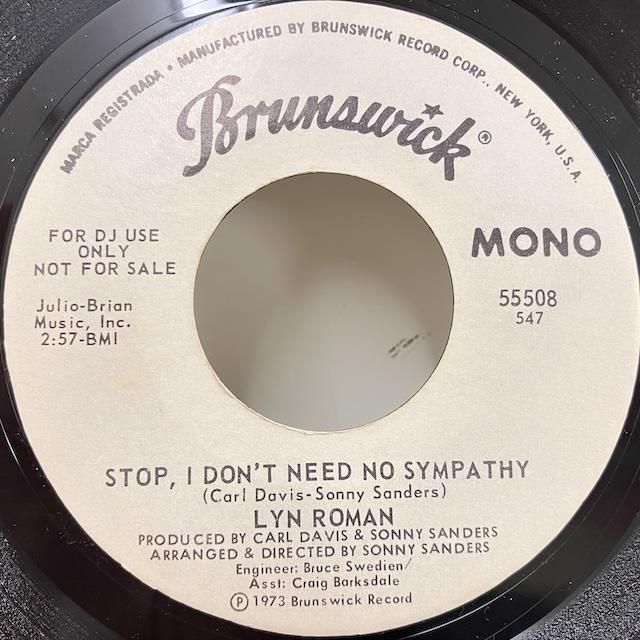 MARCA REGISTRADA • MANUFACTURED BY BRUNSWICK RECORD CORP., NEW YORK, U.S.A.
Brunswick®
FOR DJ USE
ONLY
NOT FOR SALE
MONO
Julio-Brian
Music, Inc.
2:57-BMI
55508
547
STOP, I DON'T NEED NO SYMPATHY
(Carl Davis-Sonny Sanders)
LYN ROMAN
PRODUCED BY CARL DAVIS & SONNY SANDERS
ARRANGED & DIRECTED BY SONNY SANDERS
Engineer: Bruce Swedien/
Asst: Craig Barksdale
℗ 1973 Brunswick Record